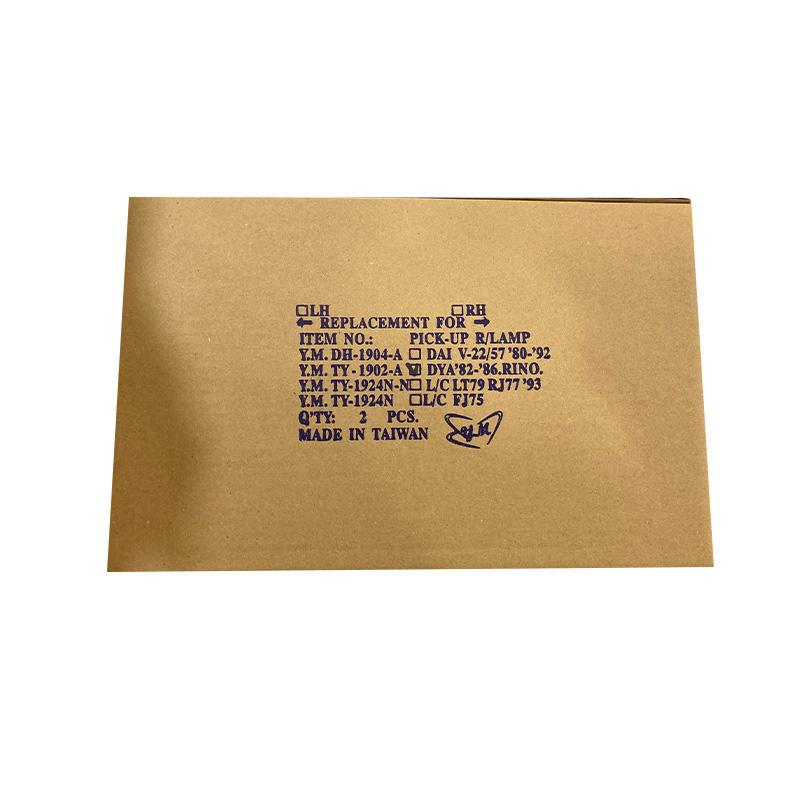 ☐LH ☐RH
← REPLACEMENT FOR →
ITEM NO.: PICK-UP R/LAMP
Y.M. DH-1904-A ☐ DAI V-22/57 '80-'92
Y.M. TY-1902-A ☑ DYA'82-'86.RINO.
Y.M. TY-1924N-N☐ L/C LT79 RJ77 '93
Y.M. TY-1924N ☐L/C FJ75
Q'TY: 2 PCS.
MADE IN TAIWAN Y.M